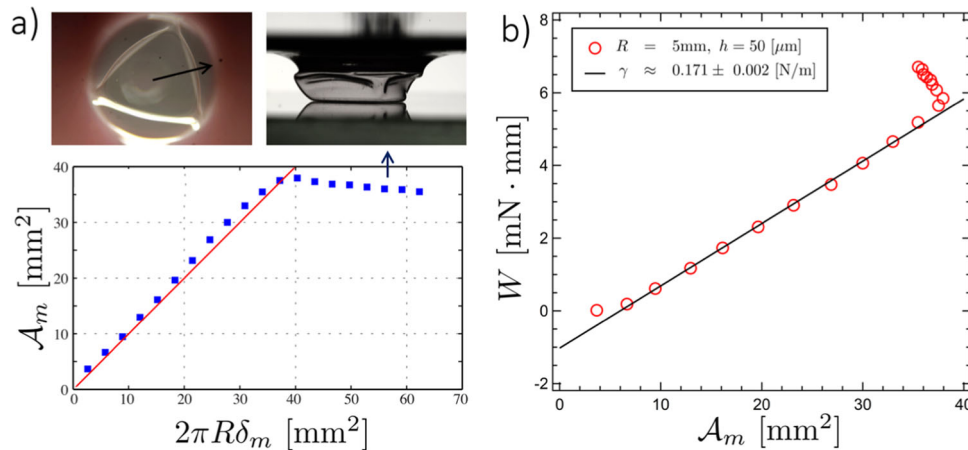 a)
40
30
20
10
0
𝒜ₘ [mm²]
0 10 20 30 40 50 60 70
2πRδₘ [mm²]
b)
8
6
4
2
0
-2
W [mN · mm]
R = 5mm, h = 50 [μm]
γ ≈ 0.171 ± 0.002 [N/m]
0 10 20 30 40
𝒜ₘ [mm²]